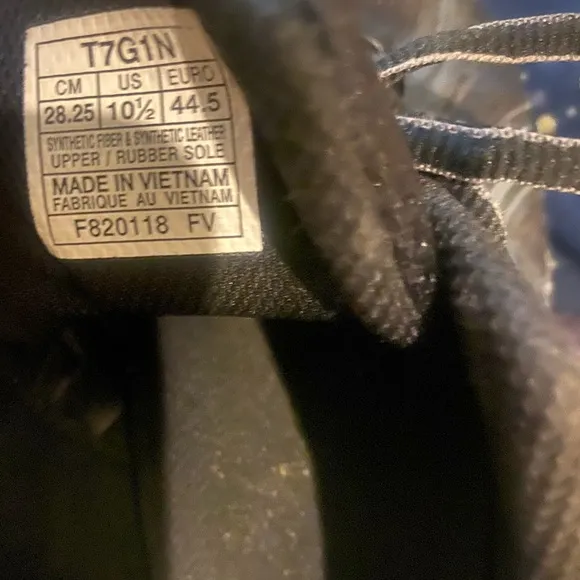 T7G1N
CM US EURO
28.25 10½ 44.5
SYNTHETIC FIBER & SYNTHETIC LEATHER
UPPER / RUBBER SOLE
MADE IN VIETNAM
FABRIQUE AU VIETNAM
F820118 FV